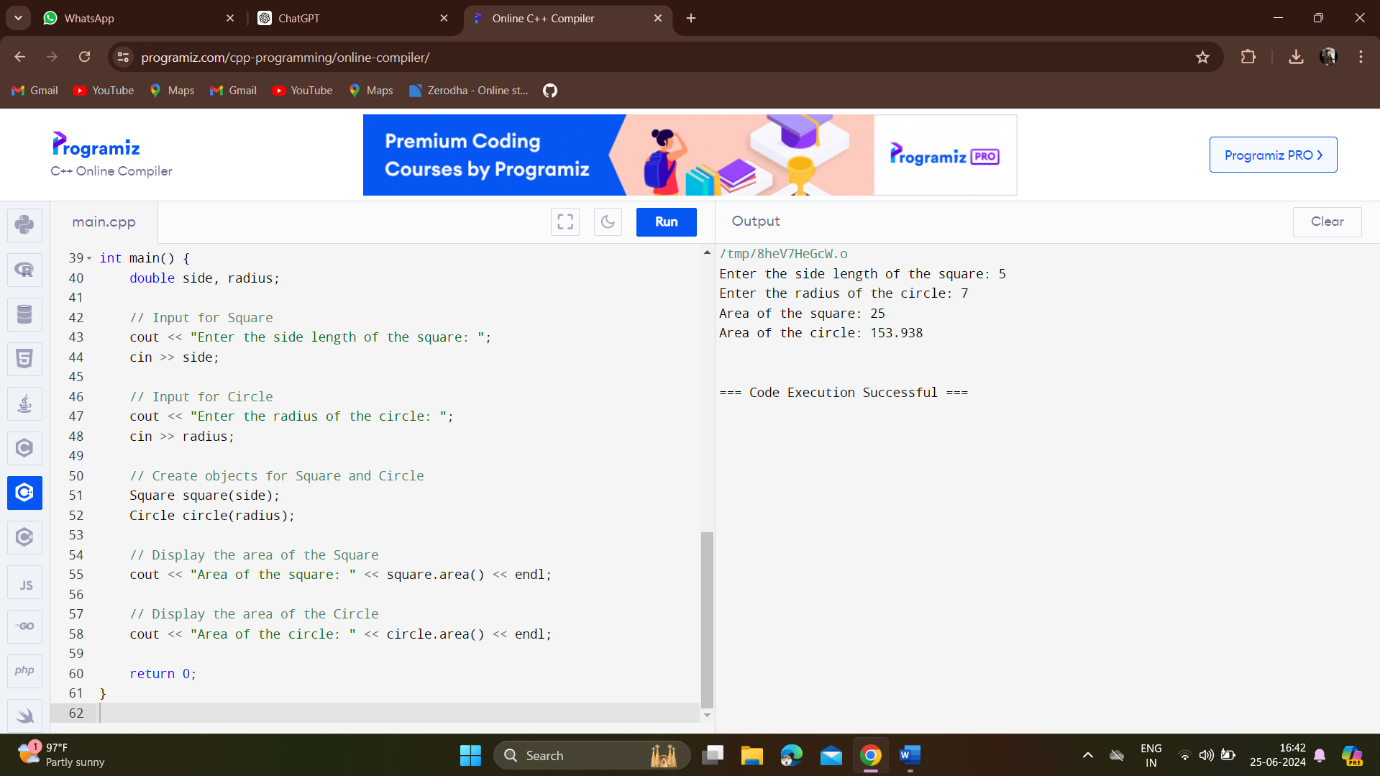 WhatsApp
ChatGPT
Online C++ Compiler
programiz.com/cpp-programming/online-compiler/
Gmail YouTube Maps Gmail YouTube Maps Zerodha - Online st...
Programiz
C++ Online Compiler
Premium Coding
Courses by Programiz
Programiz PRO
Programiz PRO
main.cpp
Run
Output
Clear
39 int main() {
40 double side, radius;
41
42 // Input for Square
43 cout << "Enter the side length of the square: ";
44 cin >> side;
45
46 // Input for Circle
47 cout << "Enter the radius of the circle: ";
48 cin >> radius;
49
50 // Create objects for Square and Circle
51 Square square(side);
52 Circle circle(radius);
53
54 // Display the area of the Square
55 cout << "Area of the square: " << square.area() << endl;
56
57 // Display the area of the Circle
58 cout << "Area of the circle: " << circle.area() << endl;
59
60 return 0;
61 }
62
/tmp/8heV7HeGcW.o
Enter the side length of the square: 5
Enter the radius of the circle: 7
Area of the square: 25
Area of the circle: 153.938
=== Code Execution Successful ===
JS
GO
php
1
97°F
Partly sunny
Search
W
ENG
IN
16:42
25-06-2024
PRE